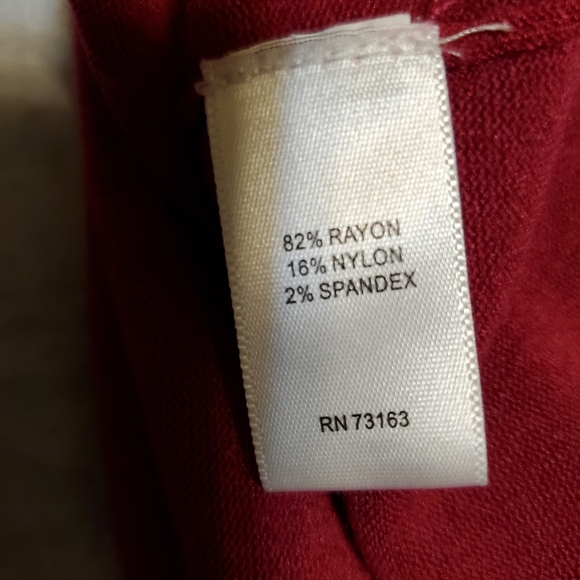 82% RAYON
16% NYLON
2% SPANDEX
RN 73163